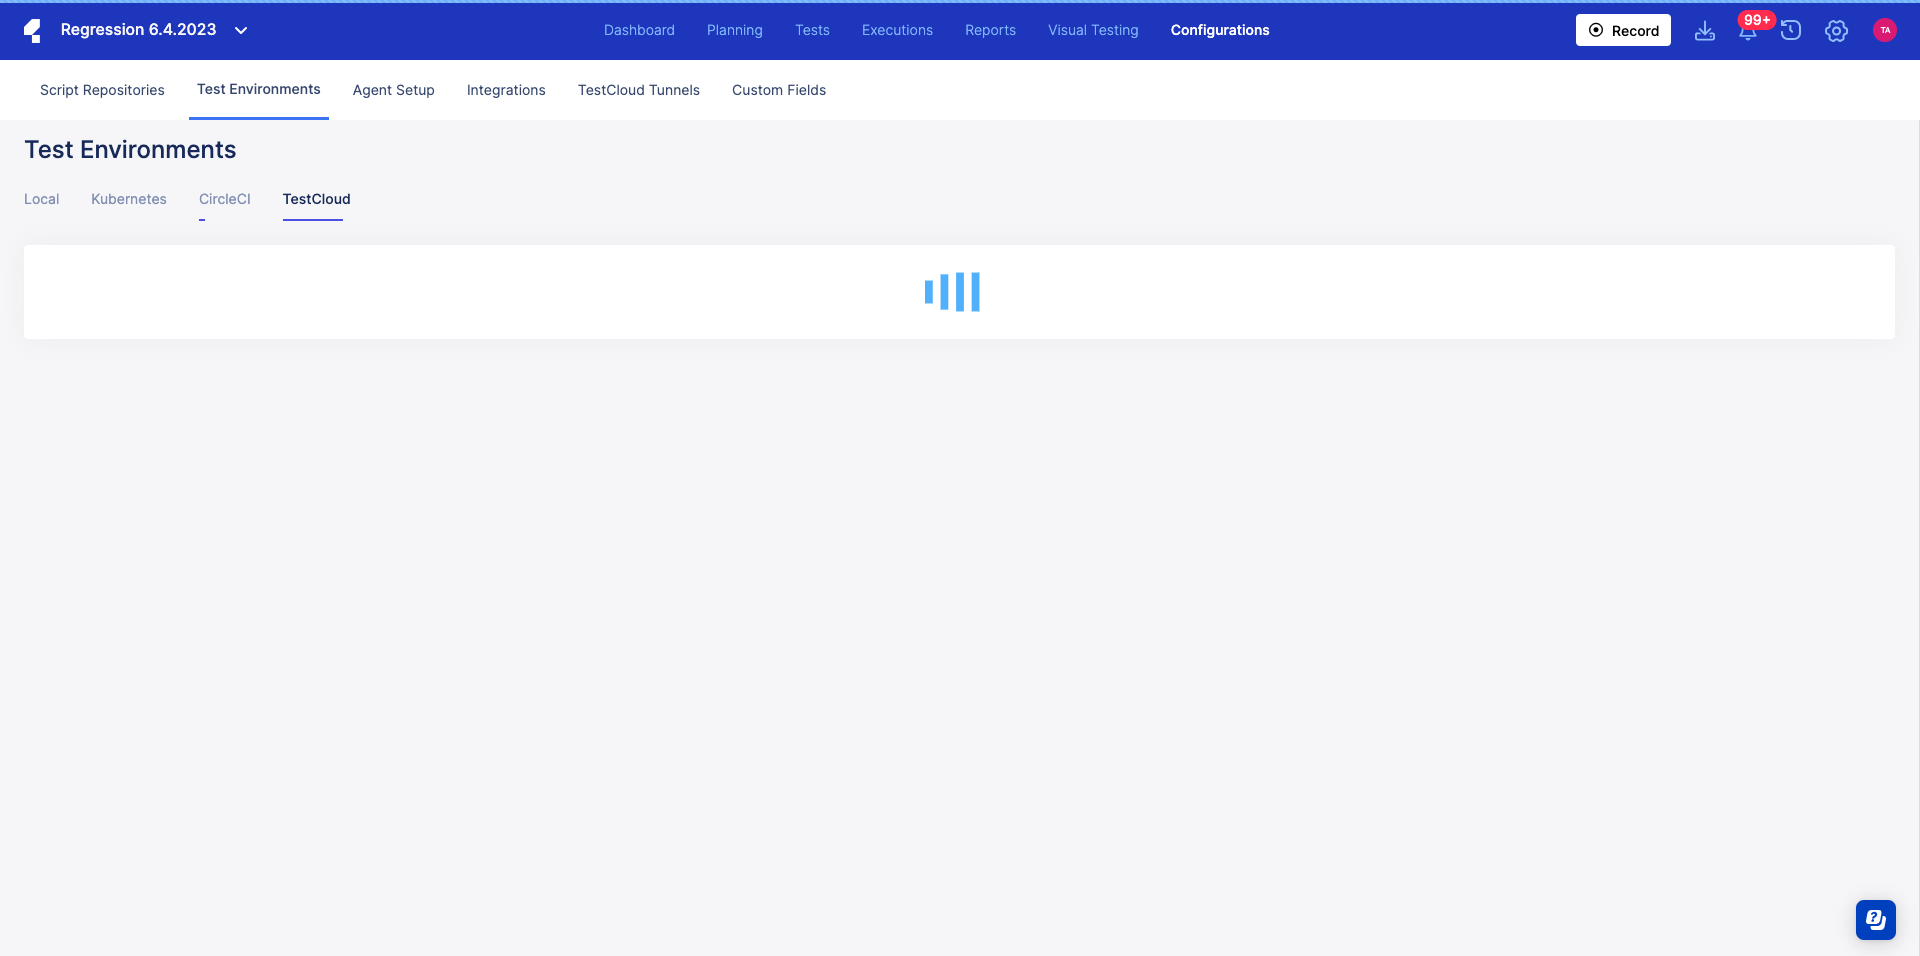 Regression 6.4.2023
Dashboard Planning Tests Executions Reports Visual Testing Configurations
Record
99+
TA
Script Repositories Test Environments Agent Setup Integrations TestCloud Tunnels Custom Fields
Test Environments
Local Kubernetes CircleCI TestCloud
?